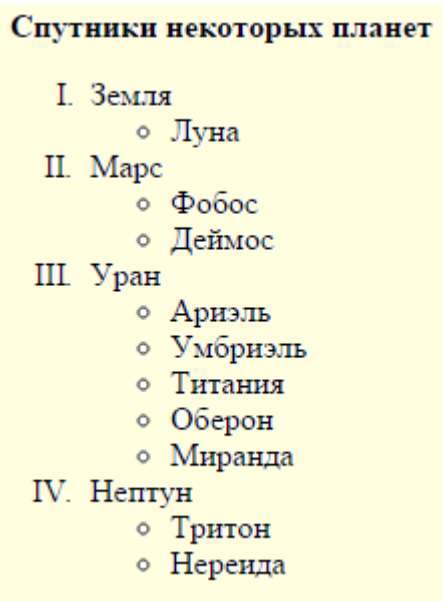 Спутники некоторых планет
I. Земля
Луна
II. Марс
Фобос
Деймос
III. Уран
Ариэль
Умбриэль
Титания
Оберон
Миранда
IV. Нептун
Тритон
Нереида